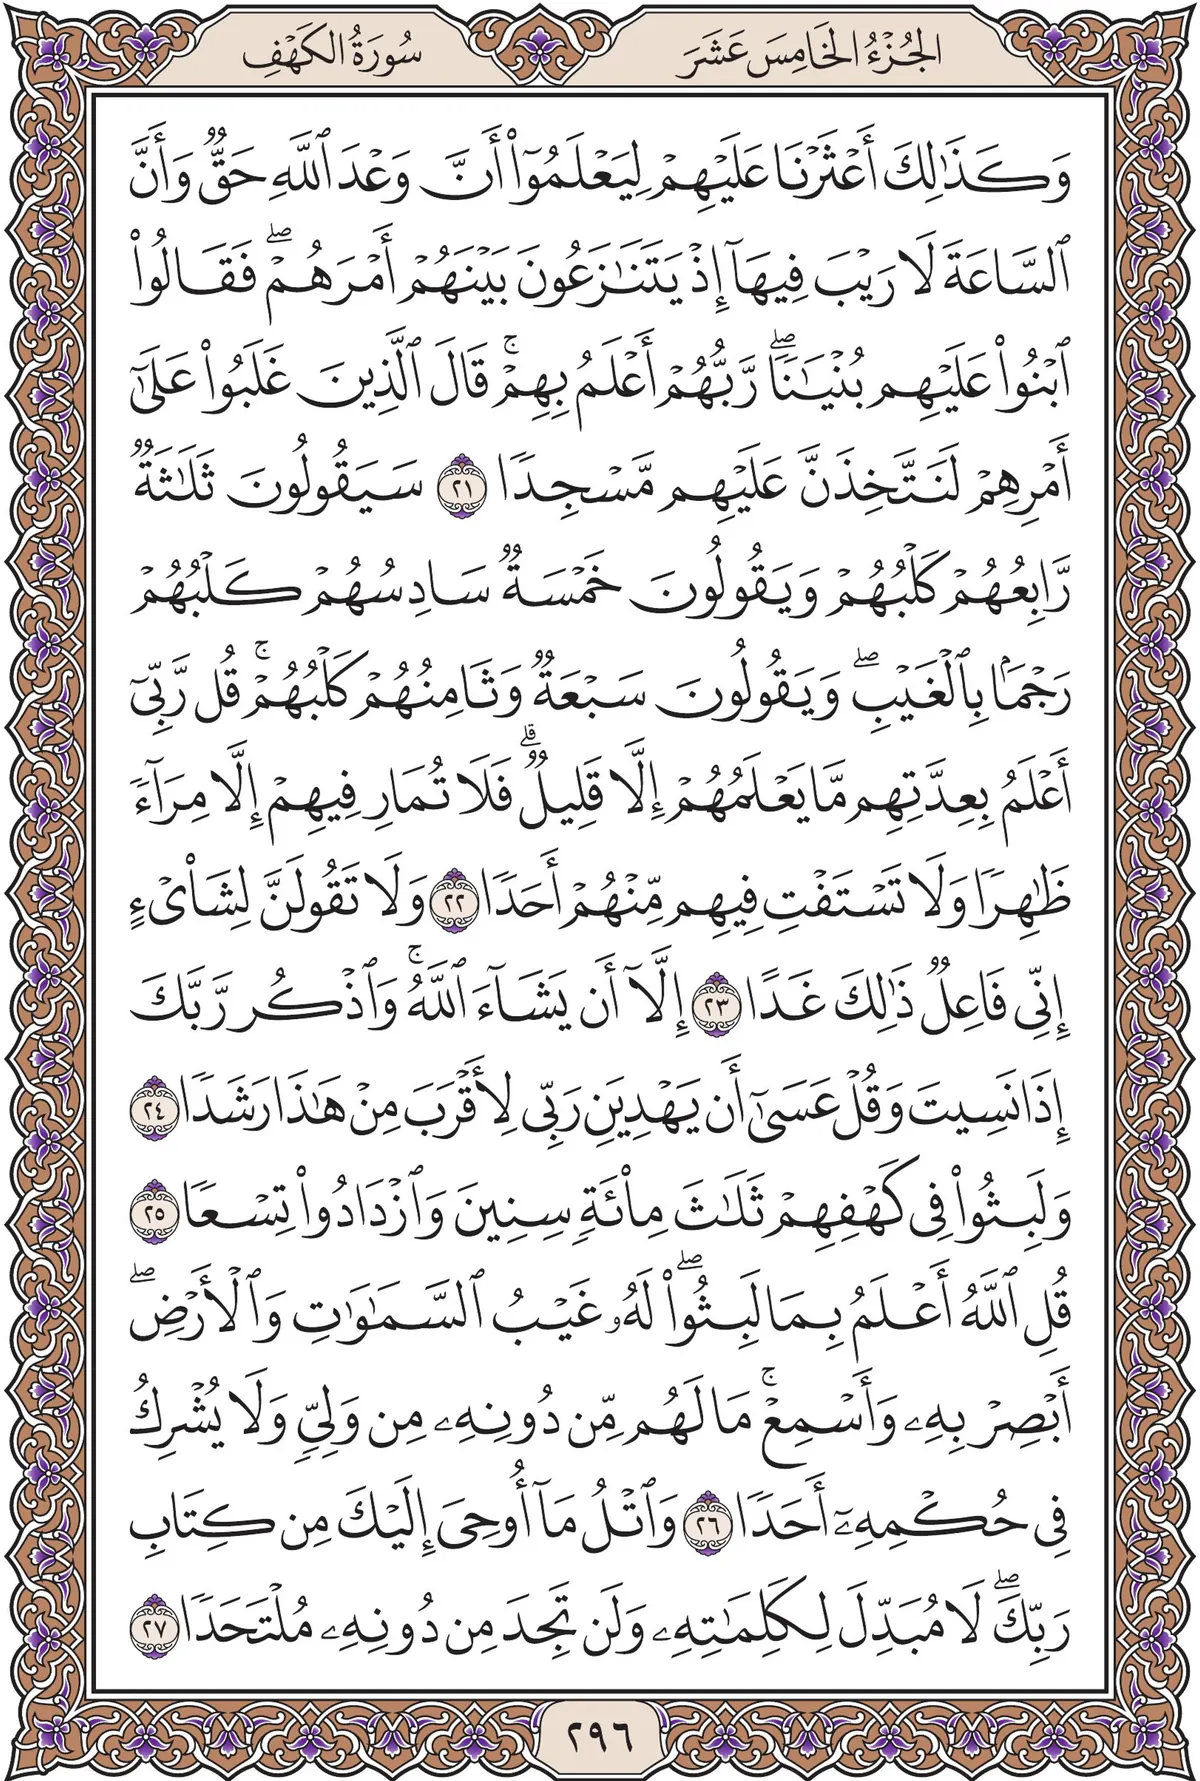 الجزء الخامس عشر
سورة الكهف
وَكَذَٰلِكَ أَعْثَرْنَا عَلَيْهِمْ لِيَعْلَمُوٓا۟ أَنَّ وَعْدَ ٱللَّهِ حَقٌّ وَأَنَّ
ٱلسَّاعَةَ لَا رَيْبَ فِيهَآ إِذْ يَتَنَٰزَعُونَ بَيْنَهُمْ أَمْرَهُمْ ۖ فَقَالُوا۟
ٱبْنُوا۟ عَلَيْهِم بُنْيَٰنًا ۖ رَّبُّهُمْ أَعْلَمُ بِهِمْ ۚ قَالَ ٱلَّذِينَ غَلَبُوا۟ عَلَىٰٓ
أَمْرِهِمْ لَنَتَّخِذَنَّ عَلَيْهِم مَّسْجِدًا ٢١ سَيَقُولُونَ ثَلَٰثَةٌ
رَّابِعُهُمْ كَلْبُهُمْ وَيَقُولُونَ خَمْسَةٌ سَادِسُهُمْ كَلْبُهُمْ
رَجْمًۢا بِٱلْغَيْبِ ۖ وَيَقُولُونَ سَبْعَةٌ وَثَامِنُهُمْ كَلْبُهُمْ ۚ قُل رَّبِّىٓ
أَعْلَمُ بِعِدَّتِهِم مَّا يَعْلَمُهُمْ إِلَّا قَلِيلٌ ۗ فَلَا تُمَارِ فِيهِمْ إِلَّا مِرَآءً
ظَٰهِرًا وَلَا تَسْتَفْتِ فِيهِم مِّنْهُمْ أَحَدًا ٢٢ وَلَا تَقُولَنَّ لِشَا۟ىْءٍ
إِنِّى فَاعِلٌ ذَٰلِكَ غَدًا ٢٣ إِلَّآ أَن يَشَآءَ ٱللَّهُ ۚ وَٱذْكُر رَّبَّكَ
إِذَا نَسِيتَ وَقُلْ عَسَىٰٓ أَن يَهْدِيَنِ رَبِّى لِأَقْرَبَ مِنْ هَٰذَا رَشَدًا ٢٤
وَلَبِثُوا۟ فِى كَهْفِهِمْ ثَلَٰثَ مِا۟ئَةٍ سِنِينَ وَٱزْدَادُوا۟ تِسْعًا ٢٥
قُلِ ٱللَّهُ أَعْلَمُ بِمَا لَبِثُوا۟ ۖ لَهُۥ غَيْبُ ٱلسَّمَٰوَٰتِ وَٱلْأَرْضِ ۖ
أَبْصِرْ بِهِۦ وَأَسْمِعْ ۚ مَا لَهُم مِّن دُونِهِۦ مِن وَلِىٍّ وَلَا يُشْرِكُ
فِى حُكْمِهِۦٓ أَحَدًا ٢٦ وَٱتْلُ مَآ أُوحِىَ إِلَيْكَ مِن كِتَابِ
رَبِّكَ ۖ لَا مُبَدِّلَ لِكَلِمَٰتِهِۦ وَلَن تَجِدَ مِن دُونِهِۦ مُلْتَحَدًا ٢٧
٢٩٦